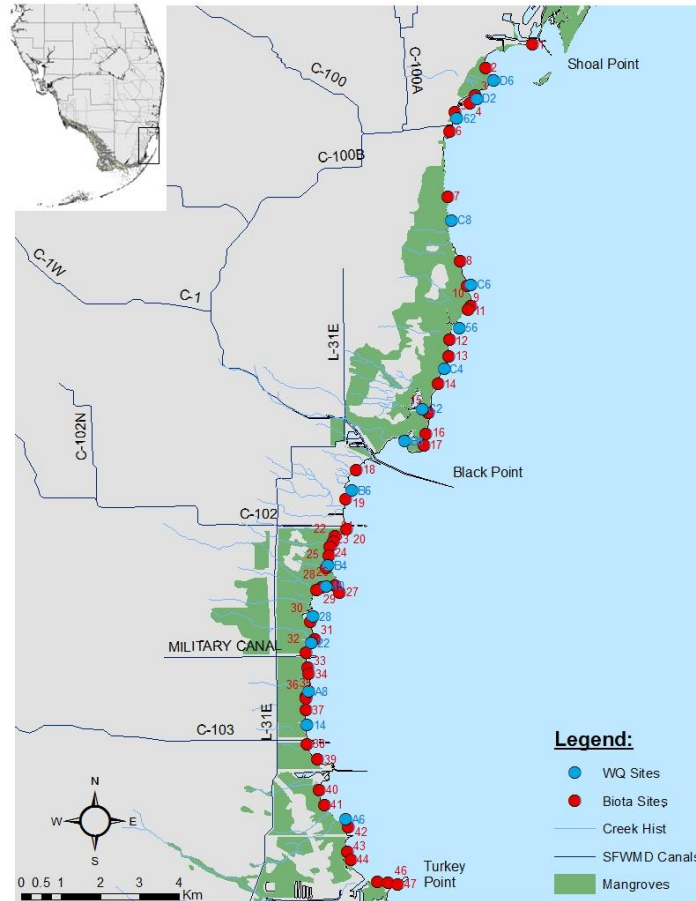 1
Shoal Point
2
C-100
C-100A
D6
3
D2
4
62
6
C-100B
7
C8
8
C-1W
C6
10
9
C-1
11
56
L-31E
12
13
C4
14
15
C2
C-102N
16
17
18
Black Point
B6
19
C-102
22
20
23
24
25
B4
28
29
27
30
28
31
32
22
MILITARY CANAL
33
34
36
A8
37
14
C-103
L-31E
38
39
Legend:
WQ Sites
Biota Sites
Creek Hist
SFWMD Canals
Mangroves
N
W
E
S
40
41
A6
42
43
44
Turkey
Point
46
47
0 0.5 1 2 3 4
Km